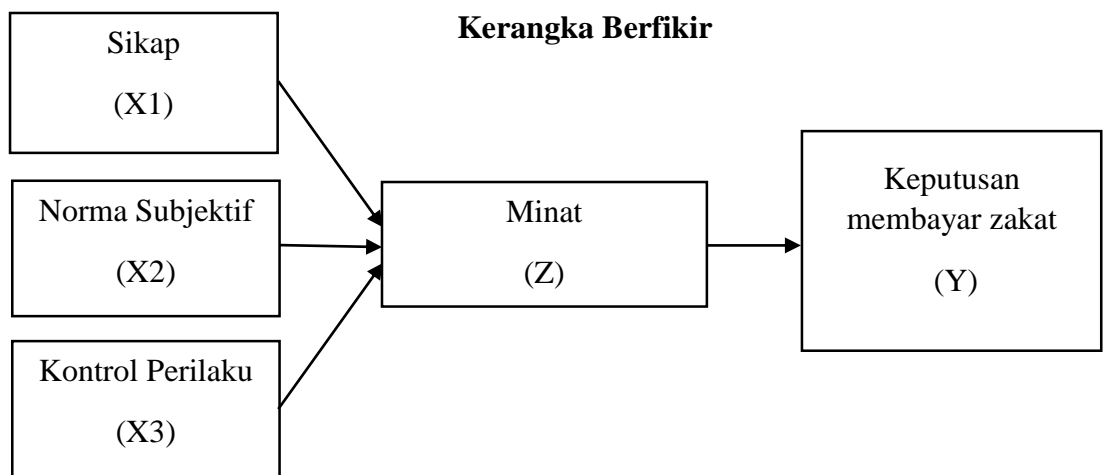 Kerangka Berfikir
Sikap
(X1)
Norma Subjektif
(X2)
Kontrol Perilaku
(X3)
Minat
(Z)
Keputusan
membayar zakat
(Y)